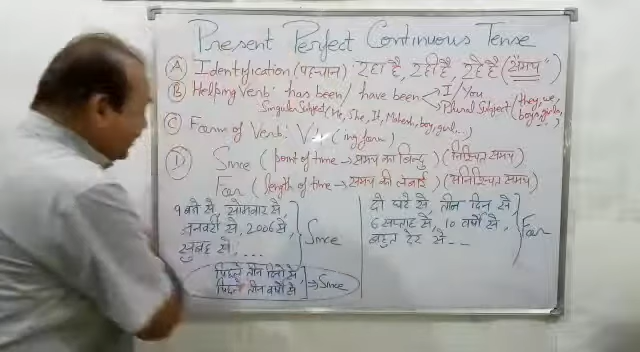 Present Perfect Continuous Tense
Ⓐ Identification (पहचान) रहा है, रही है, रहे है (समय)
Ⓑ Helping Verb: has been / have been < I / You
Singular Subject (He, She, It, Mahesh, boy, girl, ...) Plural Subject (they, we,
boys, girls,
Ⓒ Form of Verb: V¹ (ing form)
Ⓓ Since (point of time → समय का बिन्दु) (निश्चित समय)
For (length of time → समय की लंबाई) (अनिश्चित समय)
9 बजे से, सोमवार से,
जनवरी से, 2006 से,
सुबह से, ...
Since
पिछले तीन दिनों से,
पिछले तीन वर्षों से
⇒ Since
दो घंटे से तीन दिन से
6 सप्ताह से, 10 वर्षों से,
बहुत देर से - -
For